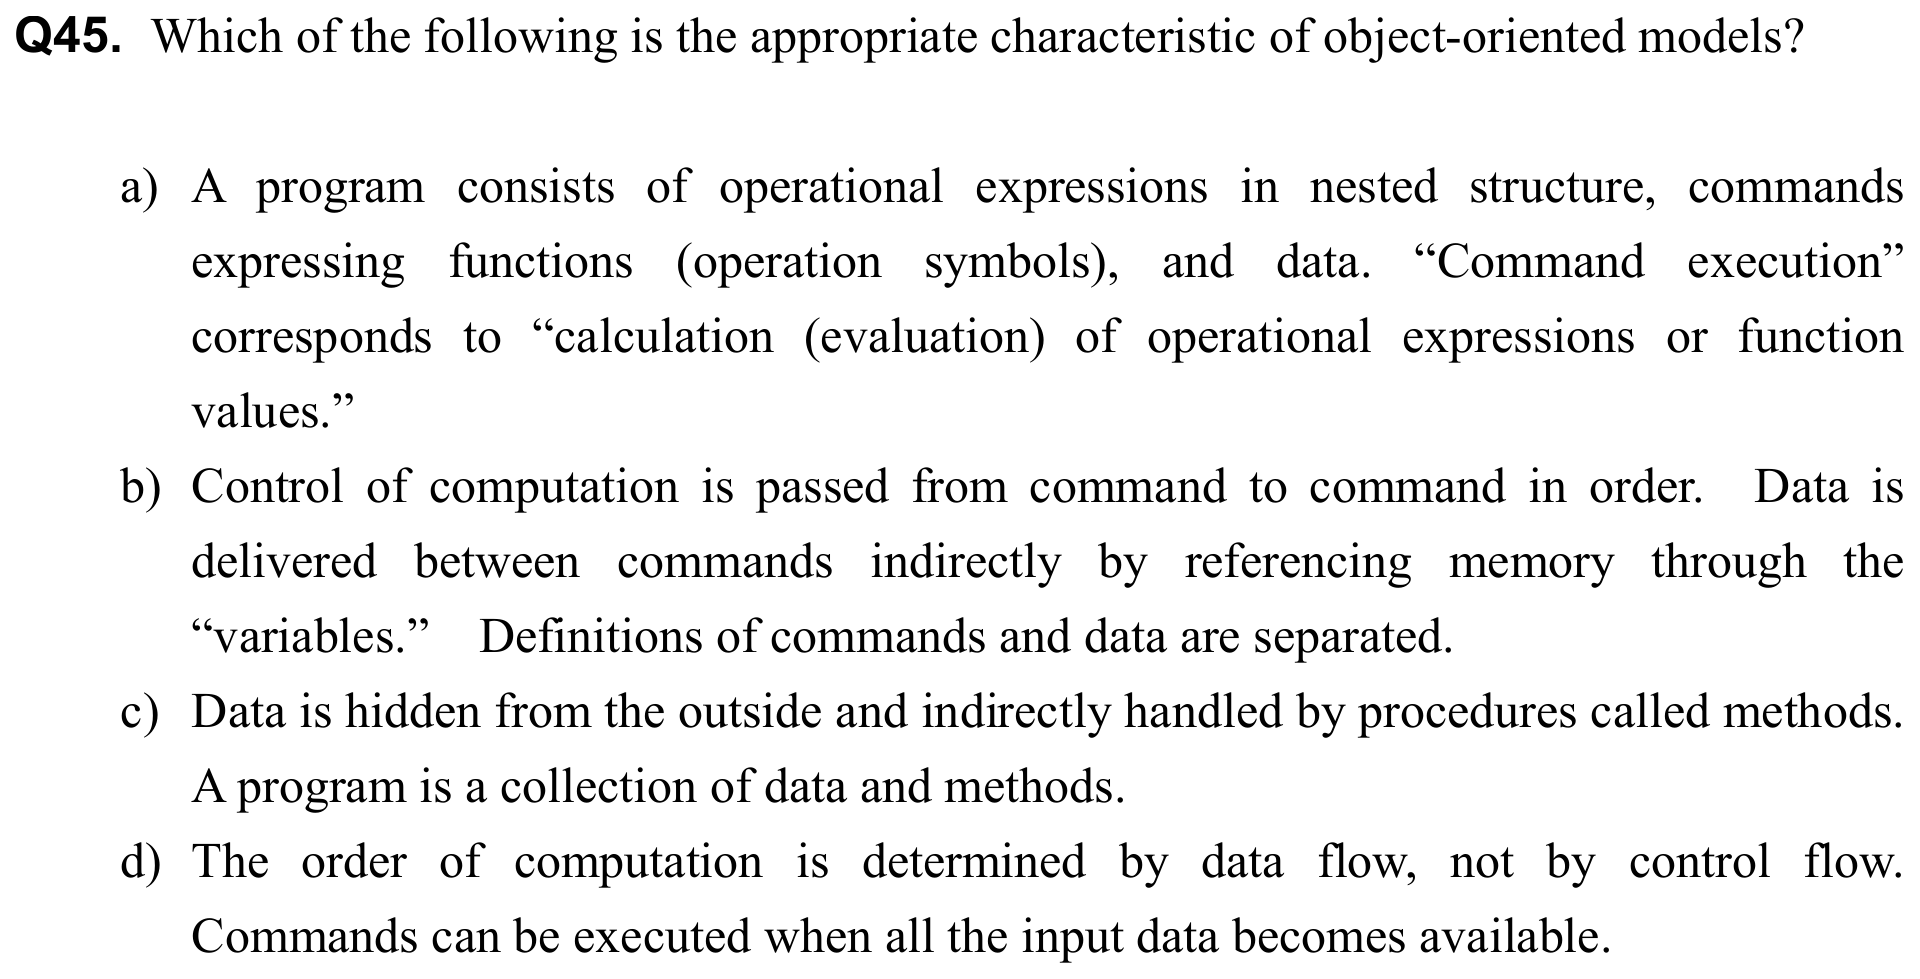 Q45. Which of the following is the appropriate characteristic of object-oriented models?
a) A program consists of operational expressions in nested structure, commands
expressing functions (operation symbols), and data. “Command execution”
corresponds to “calculation (evaluation) of operational expressions or function
values.”
b) Control of computation is passed from command to command in order. Data is
delivered between commands indirectly by referencing memory through the
“variables.” Definitions of commands and data are separated.
c) Data is hidden from the outside and indirectly handled by procedures called methods.
A program is a collection of data and methods.
d) The order of computation is determined by data flow, not by control flow.
Commands can be executed when all the input data becomes available.